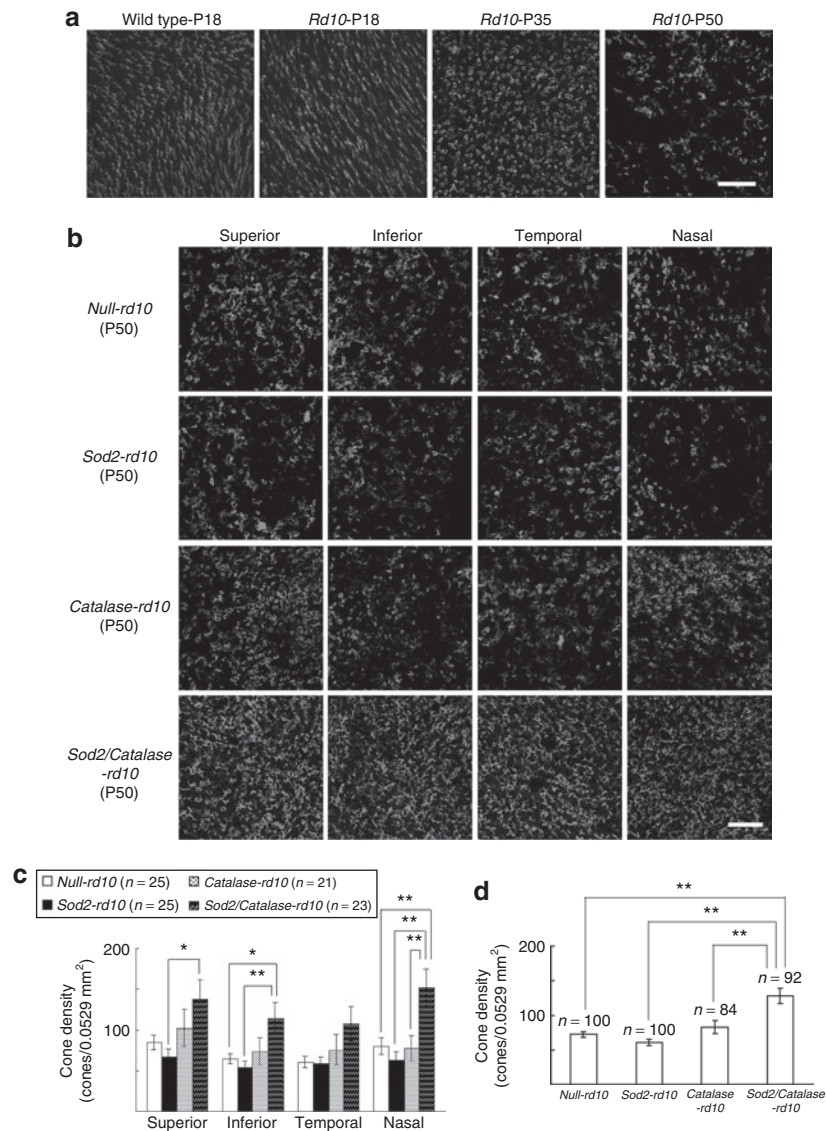 a
Wild type-P18 Rd10-P18 Rd10-P35 Rd10-P50
b
Superior Inferior Temporal Nasal
Null-rd10
(P50)
Sod2-rd10
(P50)
Catalase-rd10
(P50)
Sod2/Catalase
-rd10
(P50)
c
Null-rd10 (n = 25) Catalase-rd10 (n = 21)
Sod2-rd10 (n = 25) Sod2/Catalase-rd10 (n = 23)
Cone density
(cones/0.0529 mm²)
200
100
*
*
**
**
**
**
Superior Inferior Temporal Nasal
d
Cone density
(cones/0.0529 mm²)
200
100
**
**
**
n = 100
n = 100
n = 84
n = 92
Null-rd10 Sod2-rd10 Catalase Sod2/Catalase
-rd10 -rd10